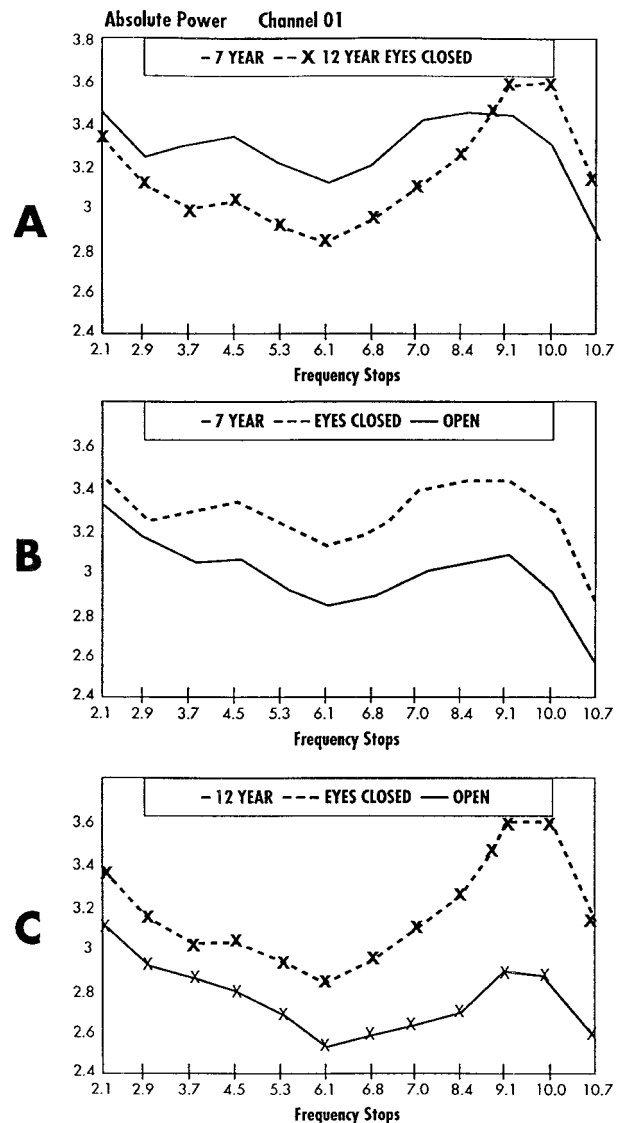 Absolute Power Channel 01
A
– 7 YEAR --X 12 YEAR EYES CLOSED
3.8
3.6
3.4
3.2
3
2.8
2.6
2.4
2.1 2.9 3.7 4.5 5.3 6.1 6.8 7.0 8.4 9.1 10.0 10.7
Frequency Stops
B
– 7 YEAR ---- EYES CLOSED — OPEN
3.6
3.4
3.2
3
2.8
2.6
2.4
2.1 2.9 3.7 4.5 5.3 6.1 6.8 7.0 8.4 9.1 10.0 10.7
Frequency Stops
C
– 12 YEAR ---- EYES CLOSED — OPEN
3.6
3.4
3.2
3
2.8
2.6
2.4
2.1 2.9 3.7 4.5 5.3 6.1 6.8 7.0 8.4 9.1 10.0 10.7
Frequency Stops